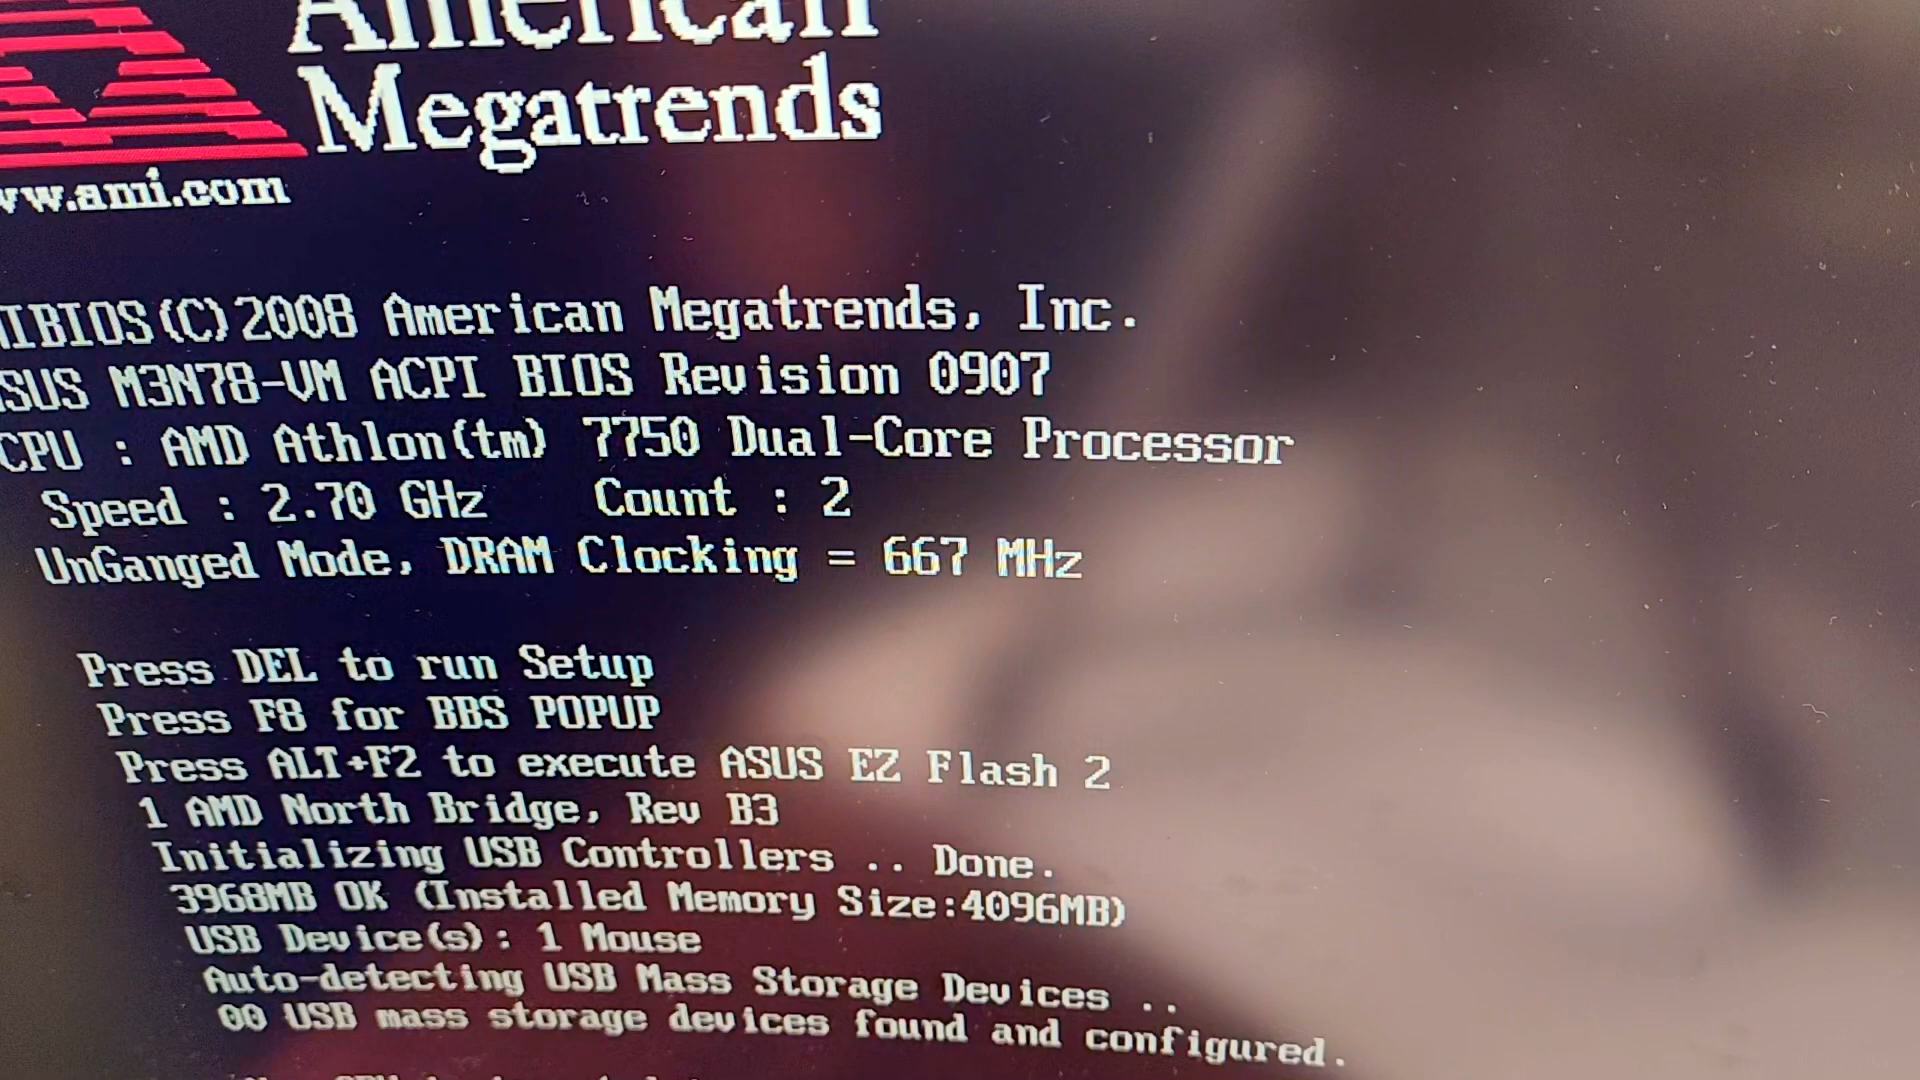 American
Megatrends
www.ami.com
AMIBIOS(C)2008 American Megatrends, Inc.
ASUS M3N78-VM ACPI BIOS Revision 0907
CPU : AMD Athlon(tm) 7750 Dual-Core Processor
Speed : 2.70 GHz Count : 2
UnGanged Mode, DRAM Clocking = 667 MHz
Press DEL to run Setup
Press F8 for BBS POPUP
Press ALT+F2 to execute ASUS EZ Flash 2
1 AMD North Bridge, Rev B3
Initializing USB Controllers .. Done.
3968MB OK (Installed Memory Size:4096MB)
USB Device(s): 1 Mouse
Auto-detecting USB Mass Storage Devices ..
00 USB mass storage devices found and configured.